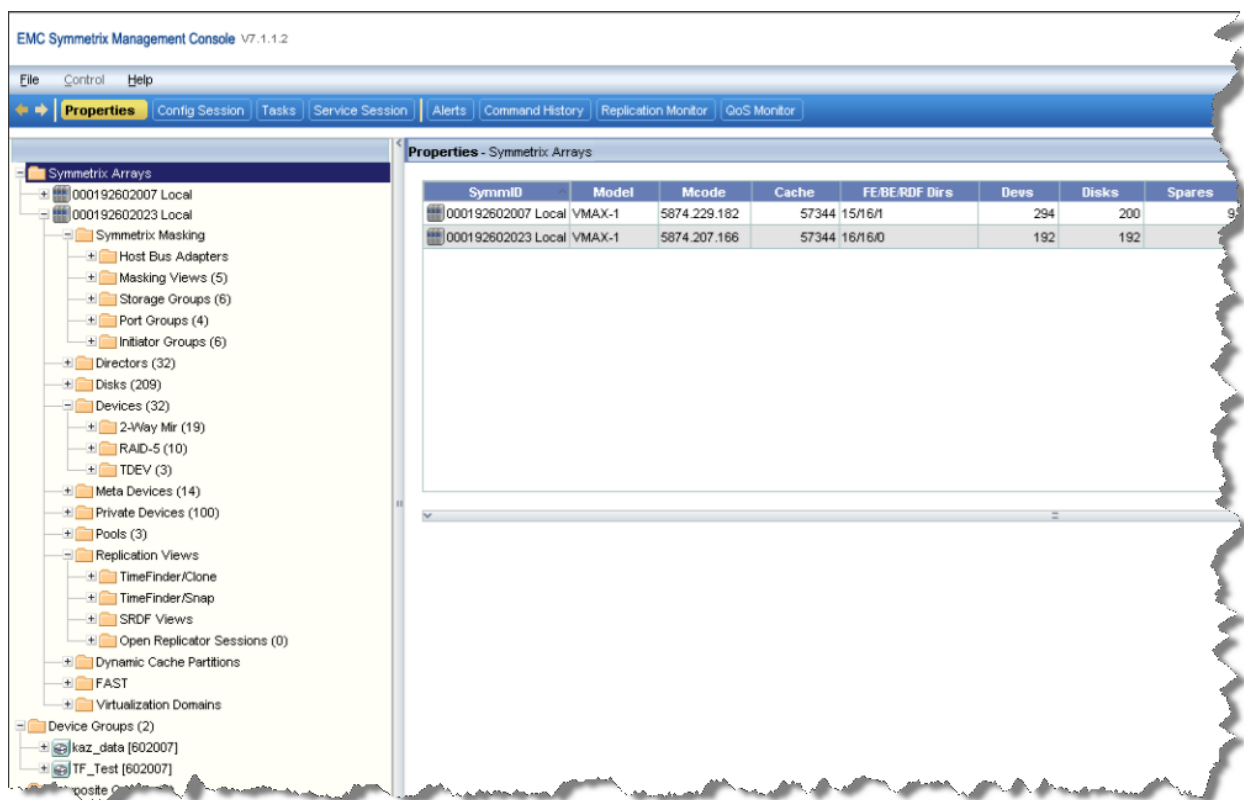 EMC Symmetrix Management Console V7.1.1.2
File Control Help
Properties Config Session Tasks Service Session Alerts Command History Replication Monitor QoS Monitor
Symmetrix Arrays
000192602007 Local
000192602023 Local
Symmetrix Masking
Host Bus Adapters
Masking Views (5)
Storage Groups (6)
Port Groups (4)
Initiator Groups (6)
Directors (32)
Disks (209)
Devices (32)
2-Way Mir (19)
RAID-5 (10)
TDEV (3)
Meta Devices (14)
Private Devices (100)
Pools (3)
Replication Views
TimeFinder/Clone
TimeFinder/Snap
SRDF Views
Open Replicator Sessions (0)
Dynamic Cache Partitions
FAST
Virtualization Domains
Device Groups (2)
kaz_data [602007]
TF_Test [602007]
Properties - Symmetrix Arrays
SymmID Model Mcode Cache FE/BE/RDF Dirs Devs Disks Spares
000192602007 Local VMAX-1 5874.229.182 57344 15/16/1 294 200
000192602023 Local VMAX-1 5874.207.166 57344 16/16/0 192 192